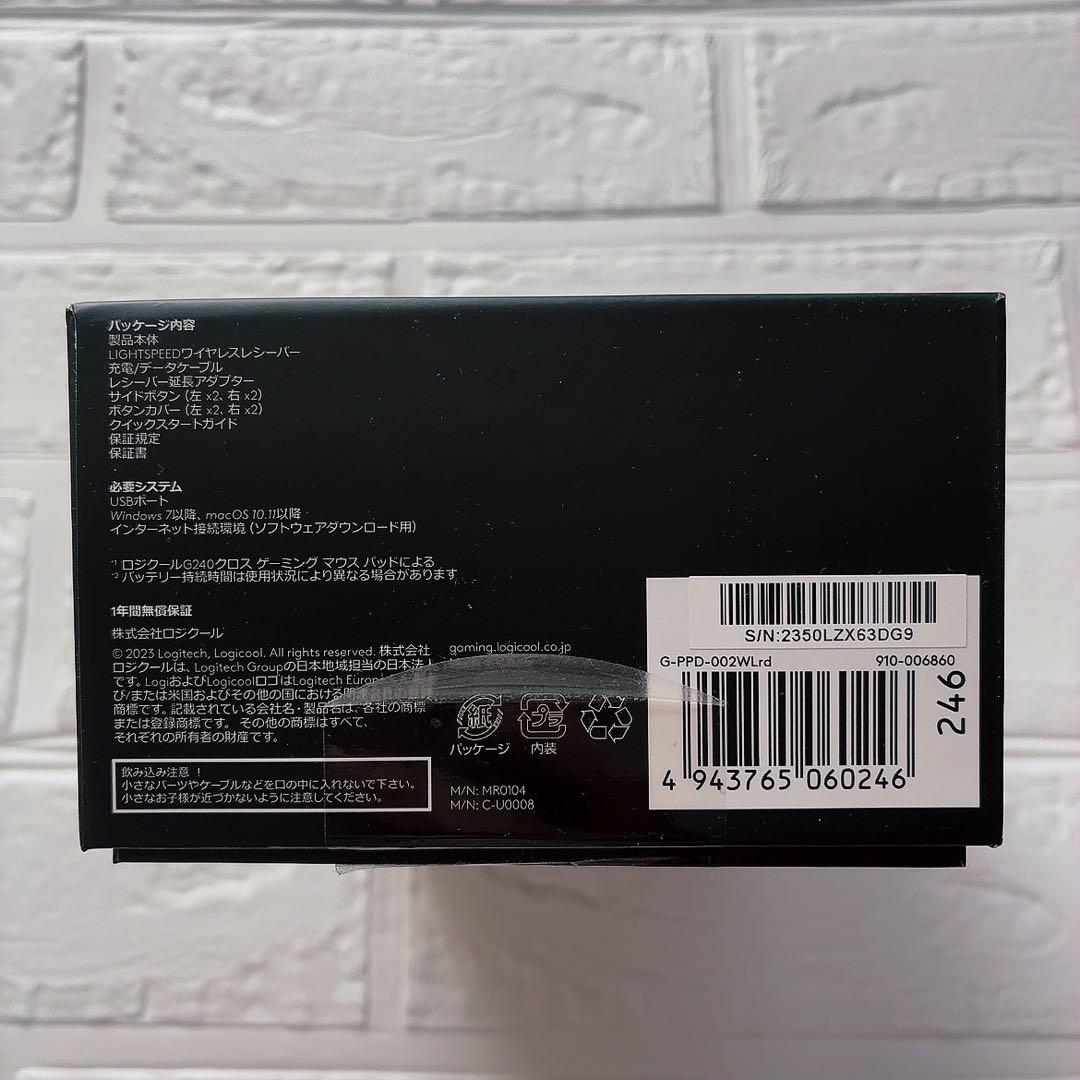 パッケージ内容
製品本体
LIGHTSPEEDワイヤレスレシーバー
充電/データケーブル
レシーバー延長アダプター
サイドボタン（左 x2、右 x2）
ボタンカバー（左 x2、右 x2）
クイックスタートガイド
保証規定
保証書
必要システム
USBポート
Windows 7以降、macOS 10.11以降
インターネット接続環境（ソフトウェアダウンロード用）
*1 ロジクールG240クロス ゲーミング マウス パッドによる
*2 バッテリー持続時間は使用状況により異なる場合があります
1年間無償保証
株式会社ロジクール
© 2023 Logitech, Logicool. All rights reserved. 株式会社
ロジクールは、Logitech Groupの日本地域担当の日本法人
です。LogiおよびLogicoolロゴは、Logitech Europ
び/または米国およびその他の国における
商標です。記載されている会社名・製品名は、各社の商標
または登録商標です。 その他の商標はすべて、
それぞれの所有者の財産です。
飲み込み注意！
小さなパーツやケーブルなどを口の中に入れないで下さい。
小さなお子様が近づかないように注意してください。
gaming.logicool.co.jp
紙 プラ
パッケージ 内装
M/N: MR0104
M/N: C-U0008
S/N:2350LZX63DG9
G-PPD-002WLrd 910-006860
246
4 943765 060246